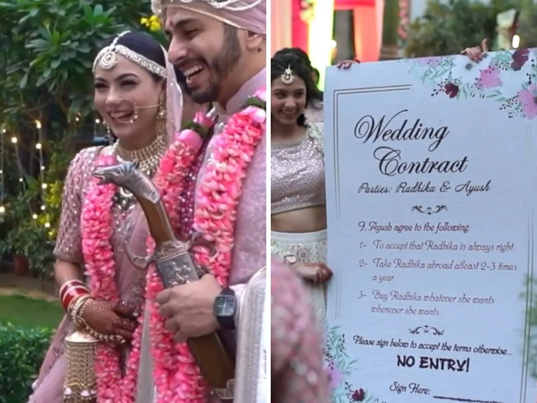 Wedding
Contract
Parties: Radhika & Ayush
I, Ayush agree to the following:
1- To accept that Radhika is always right.
2- Take Radhika abroad atleast 2-3 times
a year.
3- Buy Radhika whatever she wants
whenever she wants.
Please sign below to accept the terms otherwise...
NO ENTRY!
Sign Here: